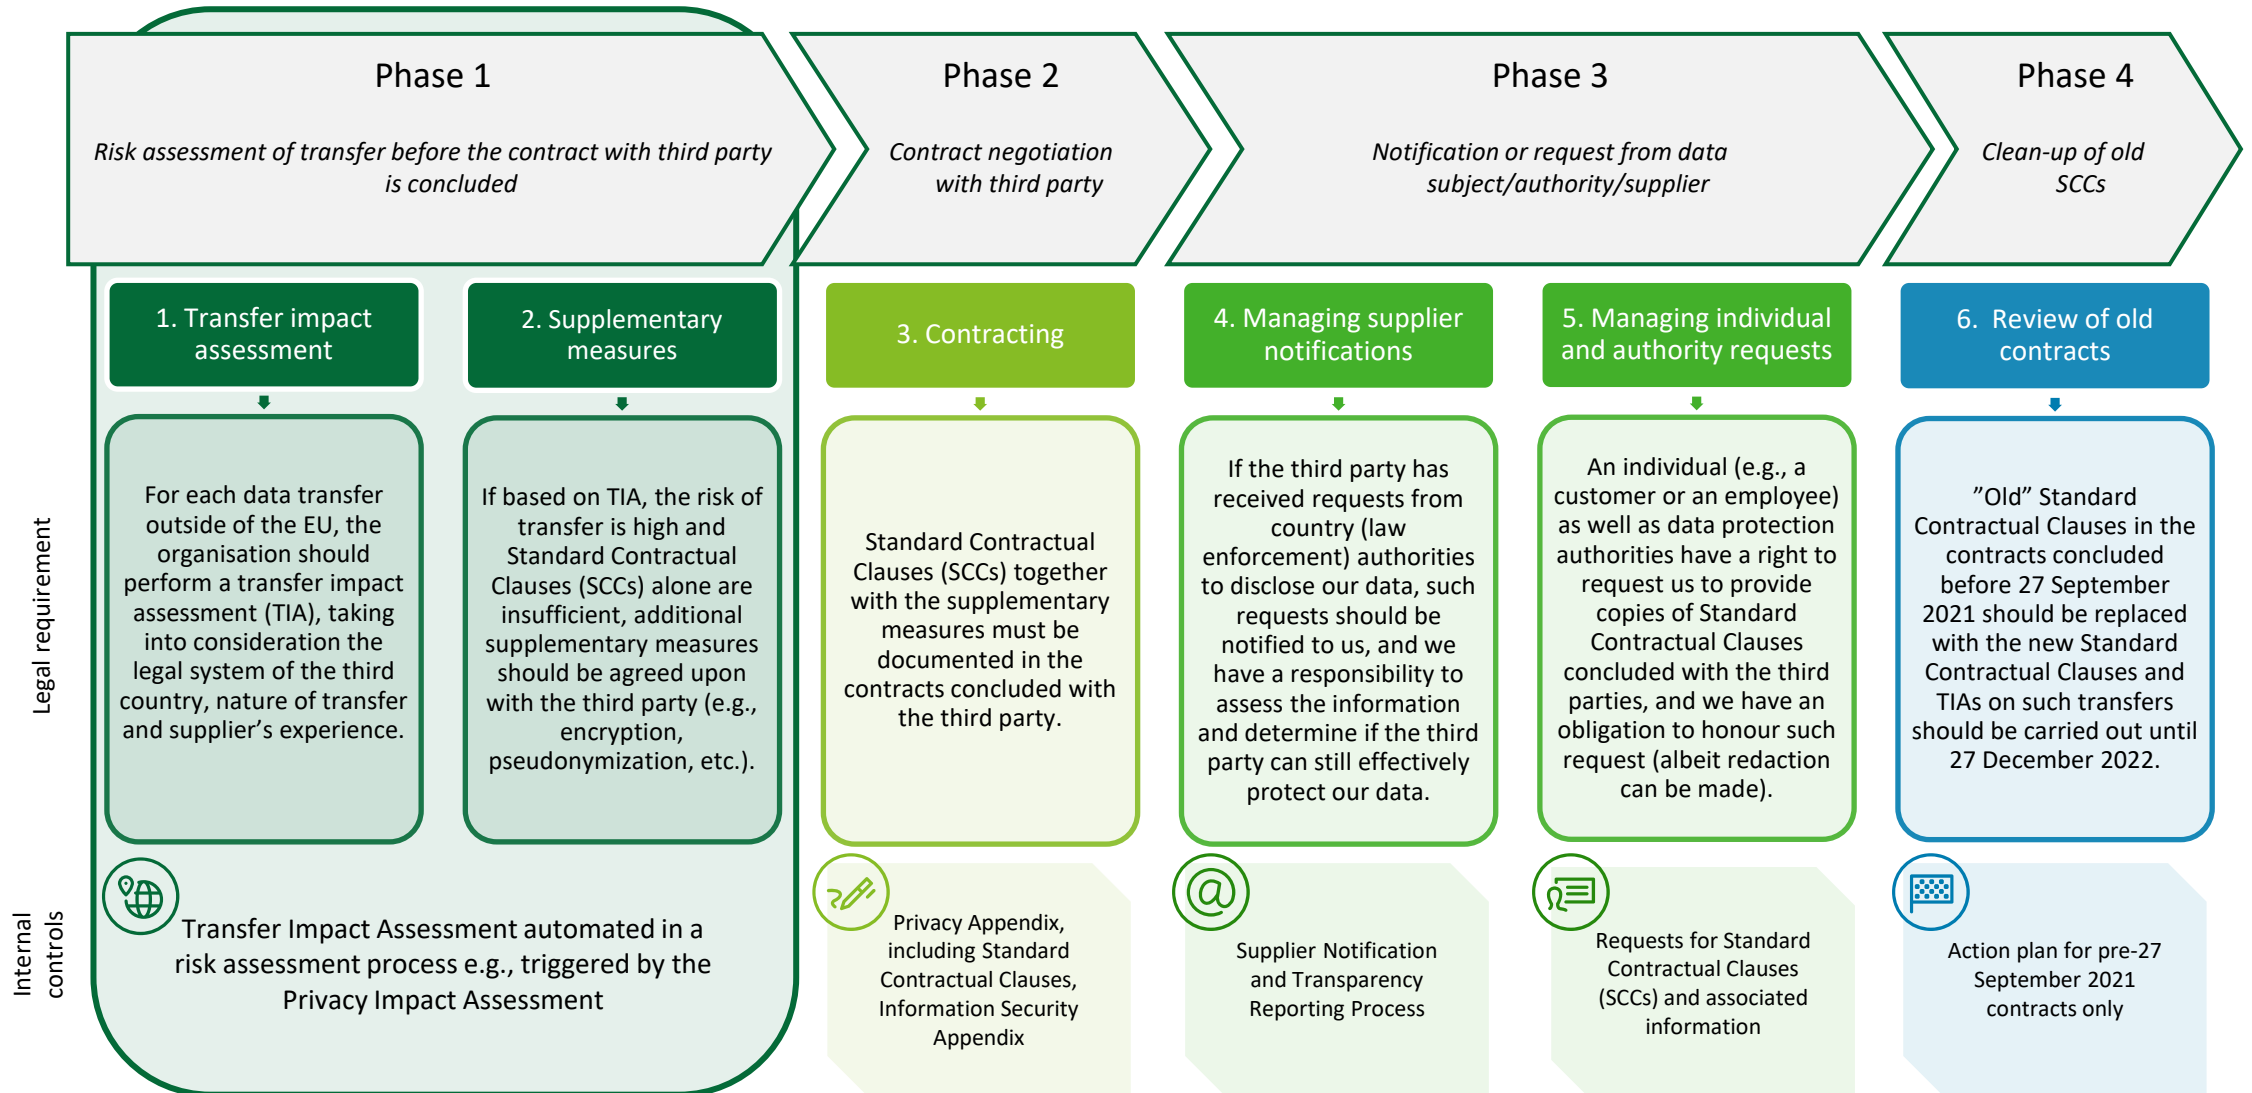 Phase 1
Risk assessment of transfer before the contract with third party
is concluded
Phase 2
Contract negotiation
with third party
Phase 3
Notification or request from data
subject/authority/supplier
Phase 4
Clean-up of old
SCCs
1. Transfer impact
assessment
2. Supplementary
measures
3. Contracting
4. Managing supplier
notifications
5. Managing individual
and authority requests
6.  Review of old
contracts
Legal requirement
For each data transfer
outside of the EU, the
organisation should
perform a transfer impact
assessment (TIA), taking
into consideration the
legal system of the third
country, nature of transfer
and supplier’s experience.
If based on TIA, the risk of
transfer is high and
Standard Contractual
Clauses (SCCs) alone are
insufficient, additional
supplementary measures
should be agreed upon
with the third party (e.g.,
encryption,
pseudonymization, etc.).
Standard Contractual
Clauses (SCCs) together
with the supplementary
measures must be
documented in the
contracts concluded with
the third party.
If the third party has
received requests from
country (law
enforcement) authorities
to disclose our data, such
requests should be
notified to us, and we
have a responsibility to
assess the information
and determine if the third
party can still effectively
protect our data.
An individual (e.g., a
customer or an employee)
as well as data protection
authorities have a right to
request us to provide
copies of Standard
Contractual Clauses
concluded with the third
parties, and we have an
obligation to honour such
request (albeit redaction
can be made).
”Old” Standard
Contractual Clauses in the
contracts concluded
before 27 September
2021 should be replaced
with the new Standard
Contractual Clauses and
TIAs on such transfers
should be carried out until
27 December 2022.
Internal
controls
Transfer Impact Assessment automated in a
risk assessment process e.g., triggered by the
Privacy Impact Assessment
Privacy Appendix,
including Standard
Contractual Clauses,
Information Security
Appendix
@
Supplier Notification
and Transparency
Reporting Process
Requests for Standard
Contractual Clauses
(SCCs) and associated
information
Action plan for pre-27
September 2021
contracts only